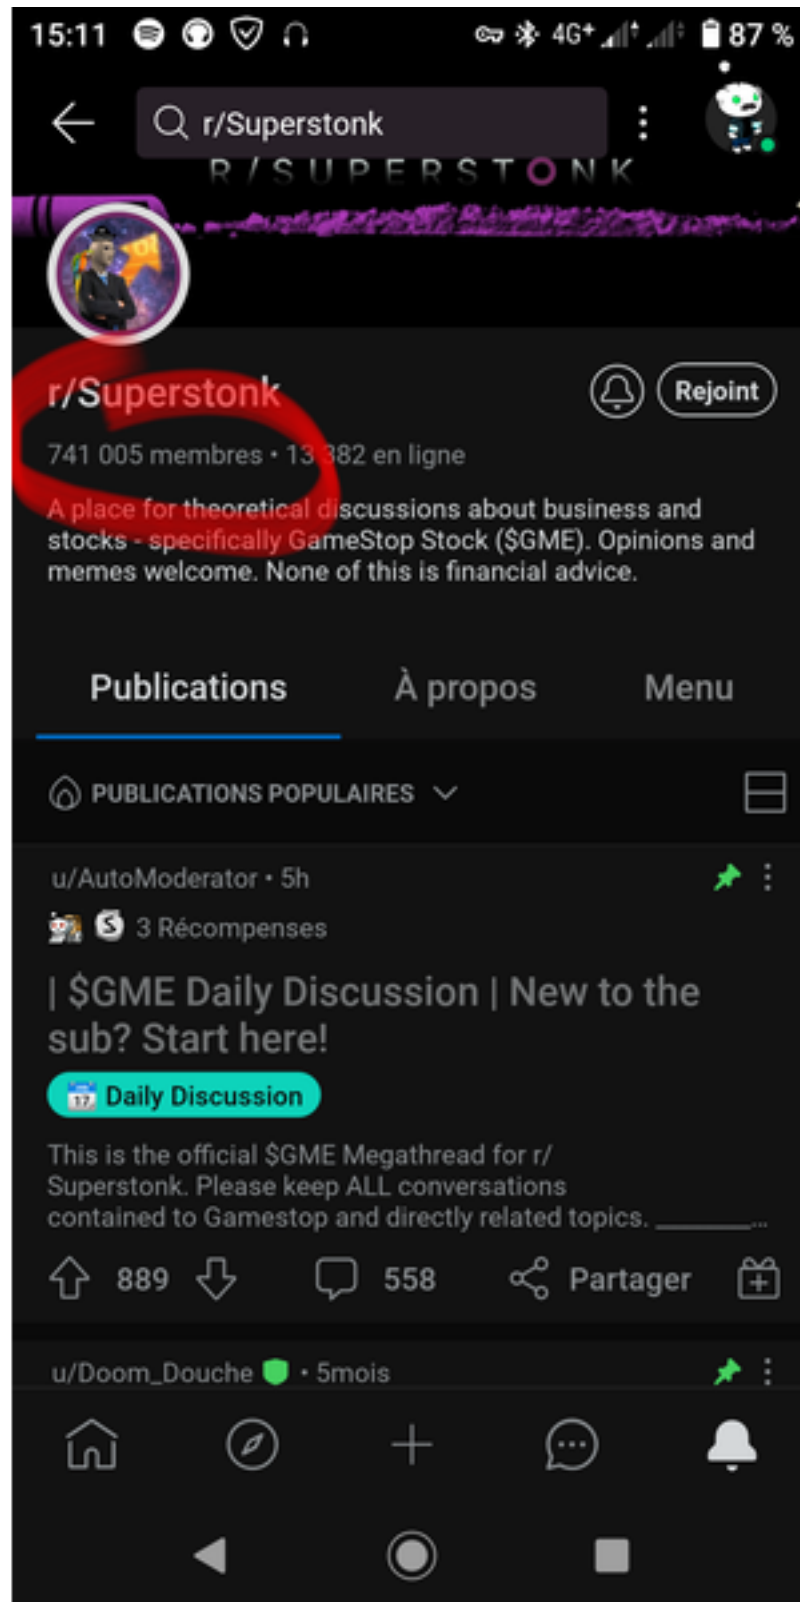 15:11 4G+ 87 %
r/Superstonk
R/SUPERSTONK
r/Superstonk
Rejoint
741 005 membres • 13 382 en ligne
A place for theoretical discussions about business and
stocks - specifically GameStop Stock ($GME). Opinions and
memes welcome. None of this is financial advice.
Publications À propos Menu
PUBLICATIONS POPULAIRES
u/AutoModerator • 5h
3 Récompenses
| $GME Daily Discussion | New to the
sub? Start here!
17 Daily Discussion
This is the official $GME Megathread for r/
Superstonk. Please keep ALL conversations
contained to Gamestop and directly related topics. ________...
889 558 Partager
u/Doom_Douche • 5mois